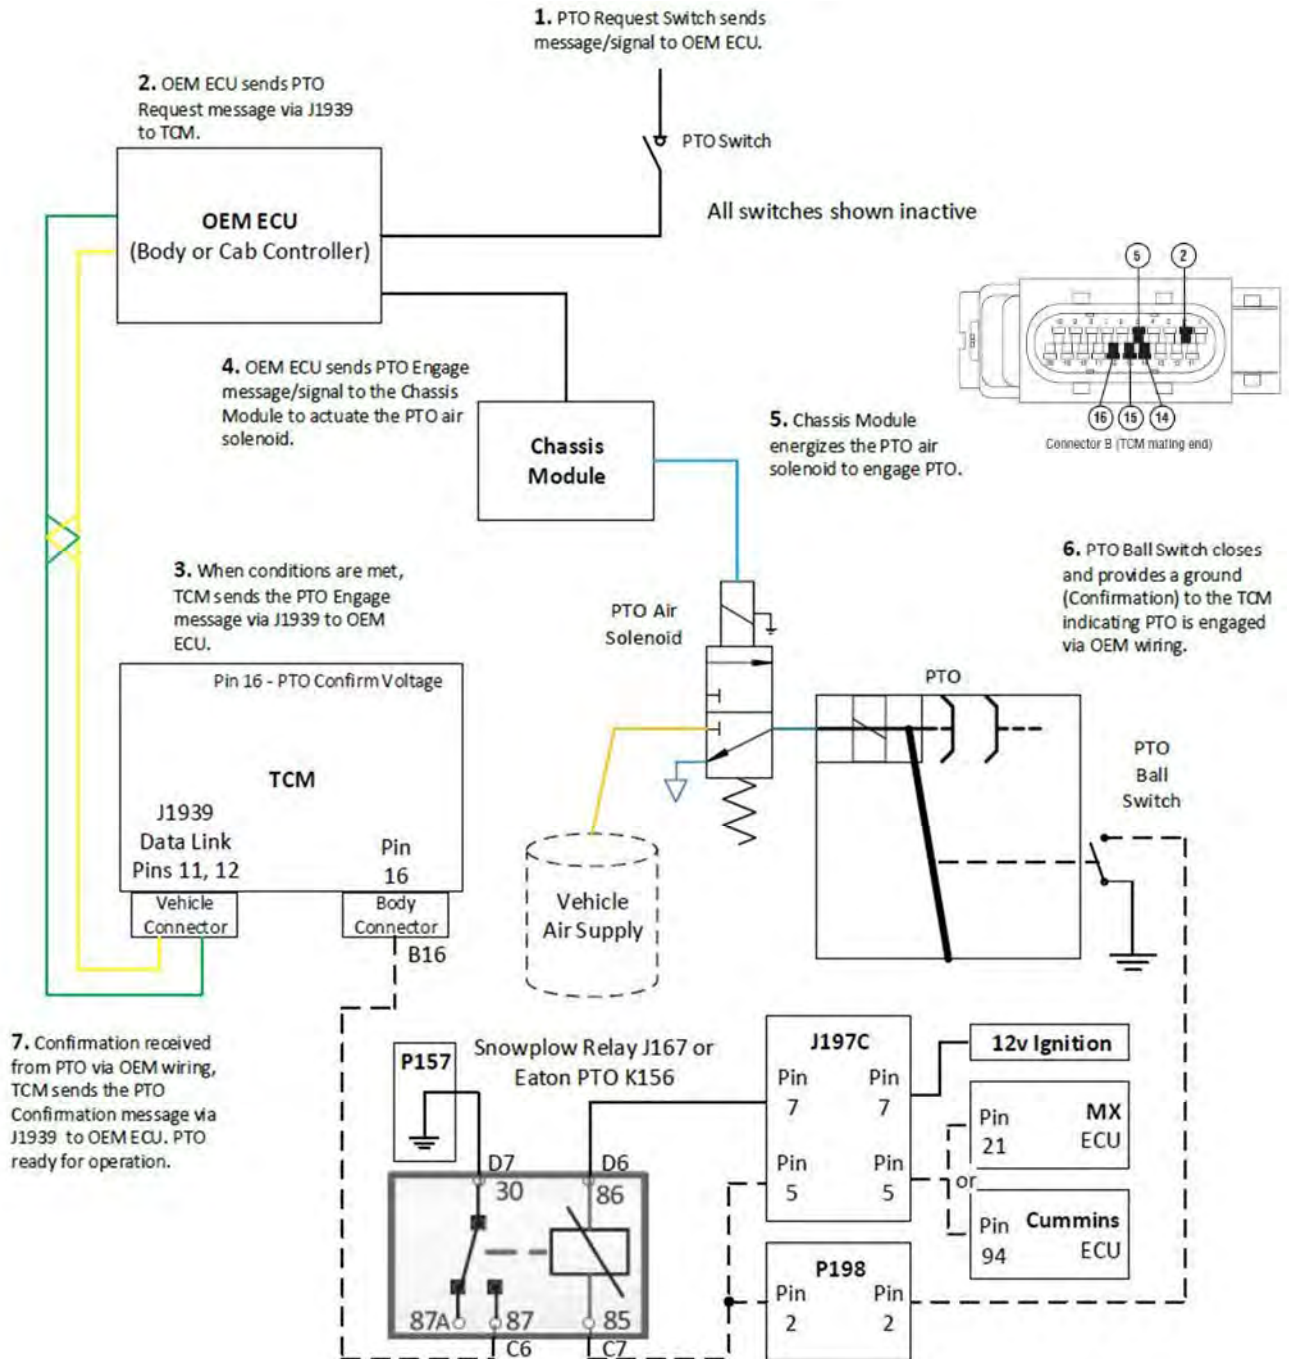 1. PTO Request Switch sends
message/signal to OEM ECU.
2. OEM ECU sends PTO
Request message via J1939
to TCM.
PTO Switch
OEM ECU
(Body or Cab Controller)
All switches shown inactive
5
2
16
15
14
Connector B (TCM mating end)
4. OEM ECU sends PTO Engage
message/signal to the Chassis
Module to actuate the PTO air
solenoid.
Chassis
Module
5. Chassis Module
energizes the PTO air
solenoid to engage PTO.
3. When conditions are met,
TCM sends the PTO Engage
message via J1939 to OEM
ECU.
PTO Air
Solenoid
6. PTO Ball Switch closes
and provides a ground
(Confirmation) to the TCM
indicating PTO is engaged
via OEM wiring.
Pin 16 - PTO Confirm Voltage
TCM
J1939
Data Link
Pins 11, 12
Pin
16
Vehicle
Connector
Body
Connector
B16
Vehicle
Air Supply
PTO
PTO
Ball
Switch
7. Confirmation received
from PTO via OEM wiring,
TCM sends the PTO
Confirmation message via
J1939 to OEM ECU. PTO
ready for operation.
P157
Snowplow Relay J167 or
Eaton PTO K156
D7
30
D6
86
87A
87
85
C6
C7
J197C
Pin
7
Pin
7
Pin
5
Pin
5
12v Ignition
Pin
21
MX
ECU
or
Pin
94
Cummins
ECU
P198
Pin
2
Pin
2